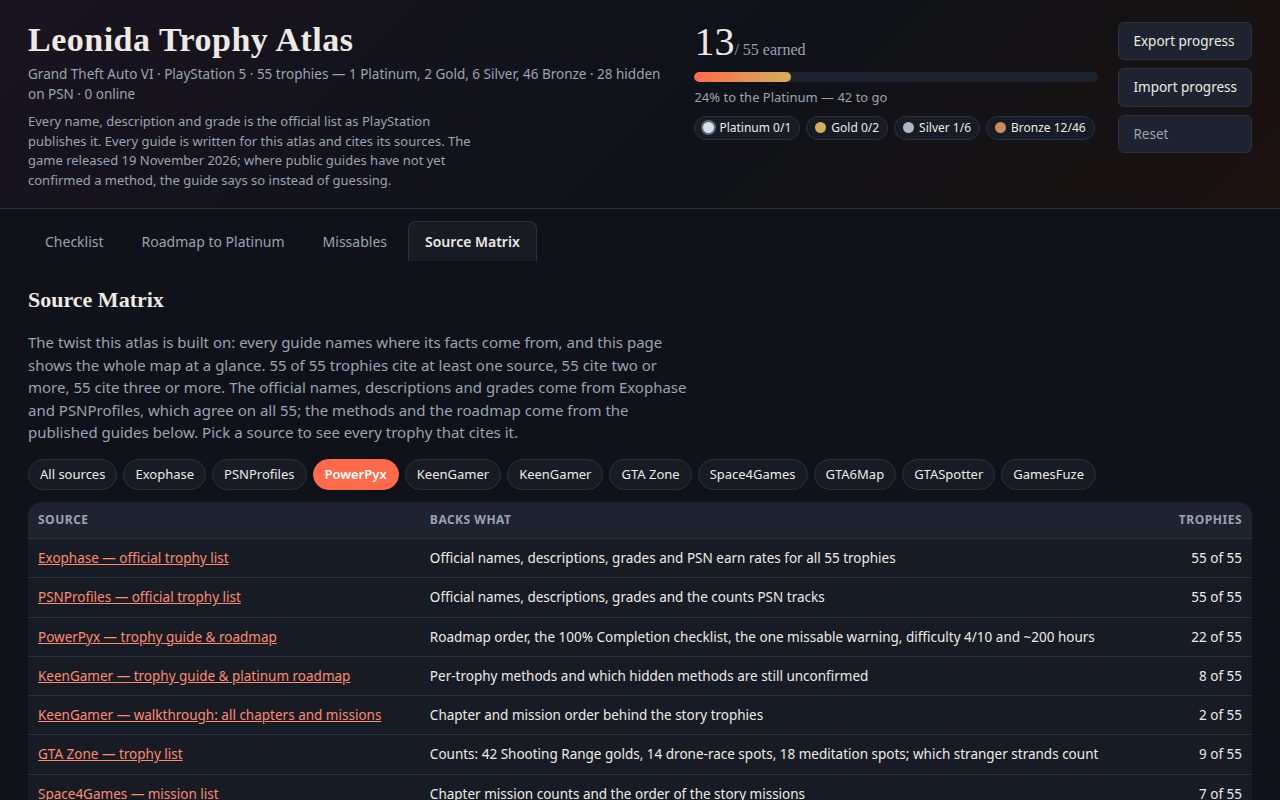 Leonida Trophy Atlas
Grand Theft Auto VI · PlayStation 5 · 55 trophies — 1 Platinum, 2 Gold, 6 Silver, 46 Bronze · 28 hidden
on PSN · 0 online
Every name, description and grade is the official list as PlayStation
publishes it. Every guide is written for this atlas and cites its sources. The
game released 19 November 2026; where public guides have not yet
confirmed a method, the guide says so instead of guessing.
13 / 55 earned
24% to the Platinum — 42 to go
Platinum 0/1
Gold 0/2
Silver 1/6
Bronze 12/46
Export progress
Import progress
Reset
Checklist
Roadmap to Platinum
Missables
Source Matrix
Source Matrix
The twist this atlas is built on: every guide names where its facts come from, and this page
shows the whole map at a glance. 55 of 55 trophies cite at least one source, 55 cite two or
more, 55 cite three or more. The official names, descriptions and grades come from Exophase
and PSNProfiles, which agree on all 55; the methods and the roadmap come from the
published guides below. Pick a source to see every trophy that cites it.
All sources
Exophase
PSNProfiles
PowerPyx
KeenGamer
KeenGamer
GTA Zone
Space4Games
GTA6Map
GTASpotter
GamesFuze
SOURCE BACKS WHAT TROPHIES
Exophase — official trophy list Official names, descriptions, grades and PSN earn rates for all 55 trophies 55 of 55
PSNProfiles — official trophy list Official names, descriptions, grades and the counts PSN tracks 55 of 55
PowerPyx — trophy guide & roadmap Roadmap order, the 100% Completion checklist, the one missable warning, difficulty 4/10 and ~200 hours 22 of 55
KeenGamer — trophy guide & platinum roadmap Per-trophy methods and which hidden methods are still unconfirmed 8 of 55
KeenGamer — walkthrough: all chapters and missions Chapter and mission order behind the story trophies 2 of 55
GTA Zone — trophy list Counts: 42 Shooting Range golds, 14 drone-race spots, 18 meditation spots; which stranger strands count 9 of 55
Space4Games — mission list Chapter mission counts and the order of the story missions 7 of 55